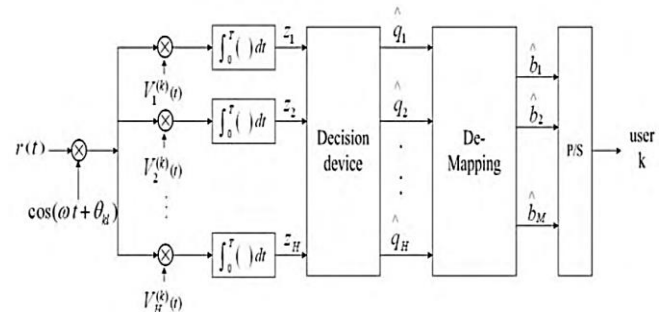 r(t)
cos(ωt+θ_kl)
V_1^(k)(t)
V_2^(k)(t)
⋮
V_H^(k)(t)
∫_0^T( )dt
∫_0^T( )dt
∫_0^T( )dt
z_1
z_2
z_H
Decision
device
q̂_1
q̂_2
⋮
q̂_H
De-
Mapping
b̂_1
b̂_2
b̂_M
P/S
user
k